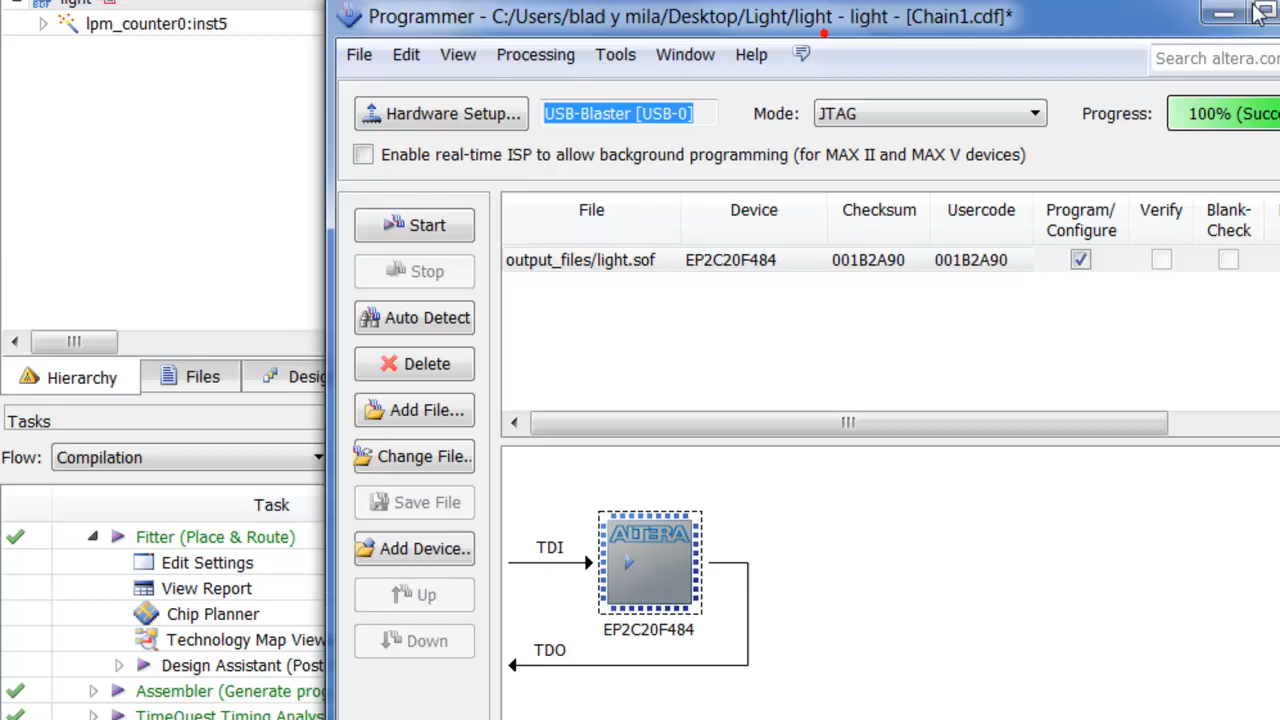 light
lpm_counter0:inst5
Programmer - C:/Users/blad y mila/Desktop/Light/light - light - [Chain1.cdf]*
File Edit View Processing Tools Window Help
Search altera.com
Hardware Setup... USB-Blaster [USB-0] Mode: JTAG Progress: 100% (Succ
Enable real-time ISP to allow background programming (for MAX II and MAX V devices)
Start
Stop
Auto Detect
Delete
Add File...
Change File..
Save File
Add Device..
Up
Down
File Device Checksum Usercode Program/ Configure Verify Blank- Check
output_files/light.sof EP2C20F484 001B2A90 001B2A90
Hierarchy Files Desig
Tasks
Flow: Compilation
Task
Fitter (Place & Route)
Edit Settings
View Report
Chip Planner
Technology Map View
Design Assistant (Post
Assembler (Generate prog
TimeQuest Timing Analys
TDI
ALTERA
EP2C20F484
TDO